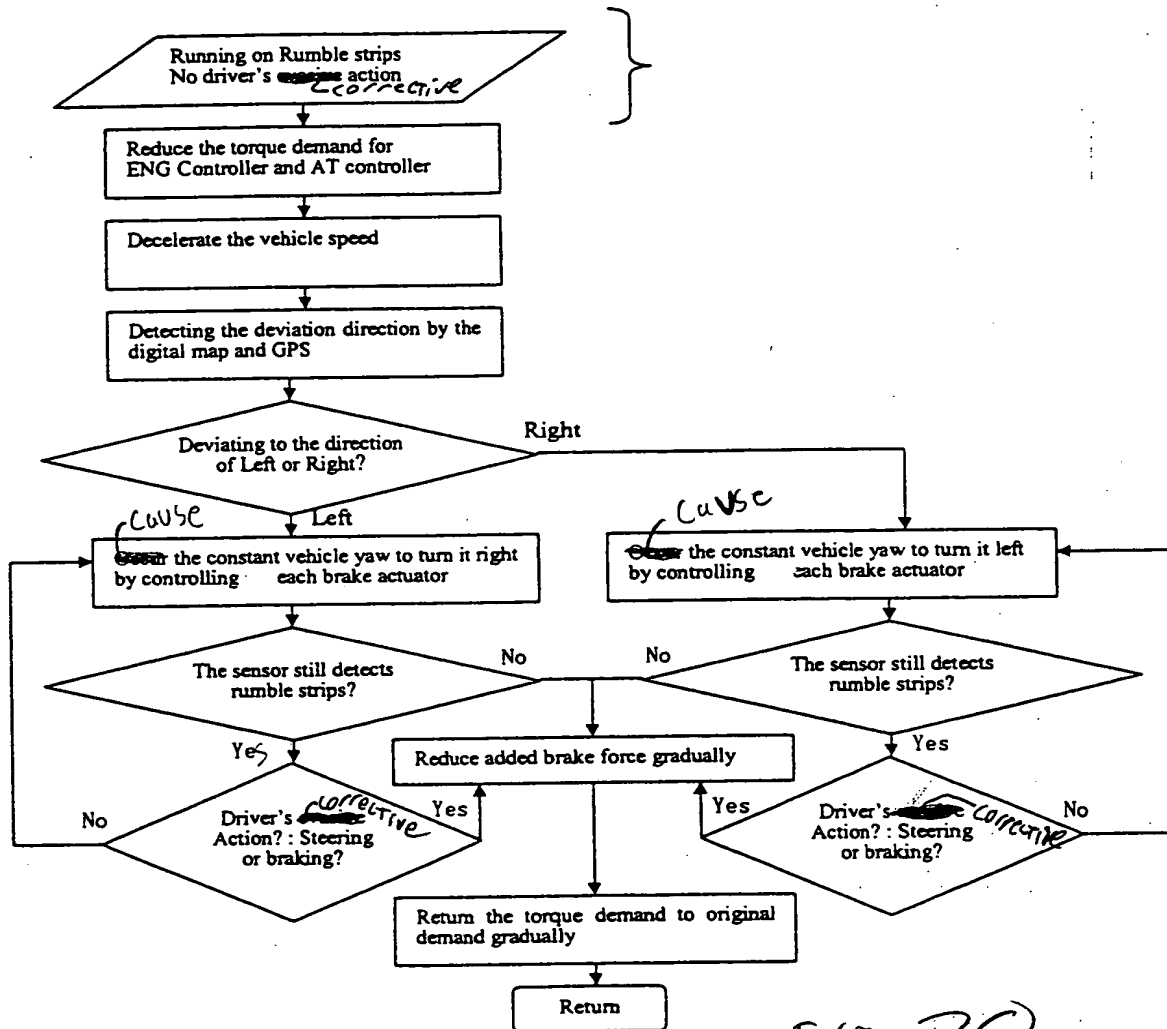 Running on Rumble strips
No driver's action
corrective
Reduce the torque demand for
ENG Controller and AT controller
Decelerate the vehicle speed
Detecting the deviation direction by the
digital map and GPS
Deviating to the direction
of Left or Right?
Right
Left
cause
the constant vehicle yaw to turn it right
by controlling each brake actuator
cause
the constant vehicle yaw to turn it left
by controlling each brake actuator
The sensor still detects
rumble strips?
No
No
The sensor still detects
rumble strips?
Yes
Reduce added brake force gradually
Yes
No
Driver's corrective
Action? : Steering
or braking?
Yes
Yes
Driver's corrective
Action? : Steering
or braking?
No
Return the torque demand to original
demand gradually
Return